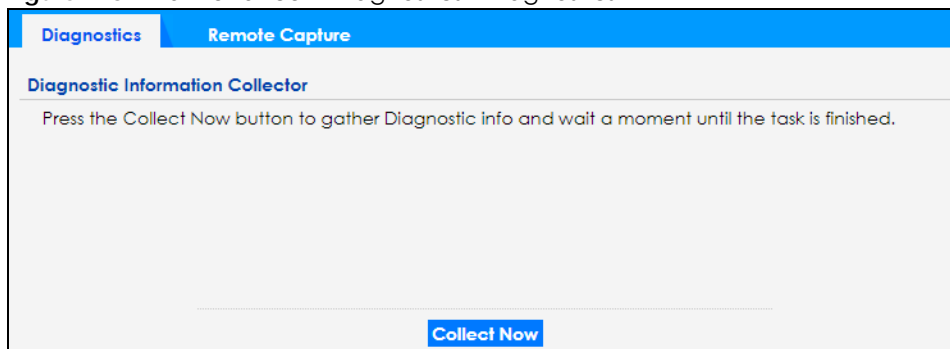 Diagnostics Remote Capture
Diagnostic Information Collector
Press the Collect Now button to gather Diagnostic info and wait a moment until the task is finished.
Collect Now